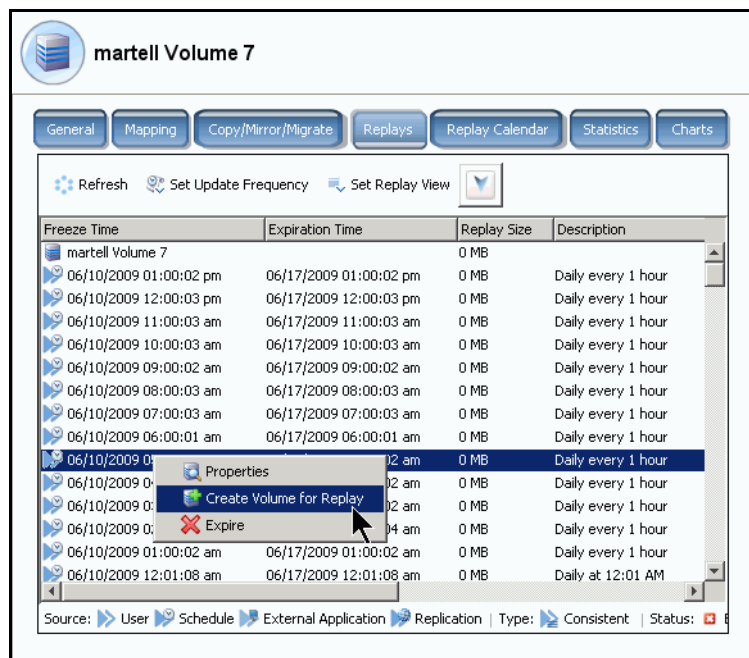 martell Volume 7
General Mapping Copy/Mirror/Migrate Replays Replay Calendar Statistics Charts
Refresh Set Update Frequency Set Replay View
Freeze Time Expiration Time Replay Size Description
martell Volume 7 0 MB
06/10/2009 01:00:02 pm 06/17/2009 01:00:02 pm 0 MB Daily every 1 hour
06/10/2009 12:00:03 pm 06/17/2009 12:00:03 pm 0 MB Daily every 1 hour
06/10/2009 11:00:03 am 06/17/2009 11:00:03 am 0 MB Daily every 1 hour
06/10/2009 10:00:03 am 06/17/2009 10:00:03 am 0 MB Daily every 1 hour
06/10/2009 09:00:02 am 06/17/2009 09:00:02 am 0 MB Daily every 1 hour
06/10/2009 08:00:03 am 06/17/2009 08:00:03 am 0 MB Daily every 1 hour
06/10/2009 07:00:03 am 06/17/2009 07:00:03 am 0 MB Daily every 1 hour
06/10/2009 06:00:01 am 06/17/2009 06:00:01 am 0 MB Daily every 1 hour
06/10/2009 02 am 0 MB Daily every 1 hour
Properties
06/10/2009 02 am 0 MB Daily every 1 hour
Create Volume for Replay
06/10/2009 02 am 0 MB Daily every 1 hour
Expire
06/10/2009 04 am 0 MB Daily every 1 hour
06/10/2009 01:00:02 am 06/17/2009 01:00:02 am 0 MB Daily every 1 hour
06/10/2009 12:01:08 am 06/17/2009 12:01:08 am 0 MB Daily at 12:01 AM
Source: User Schedule External Application Replication | Type: Consistent | Status: